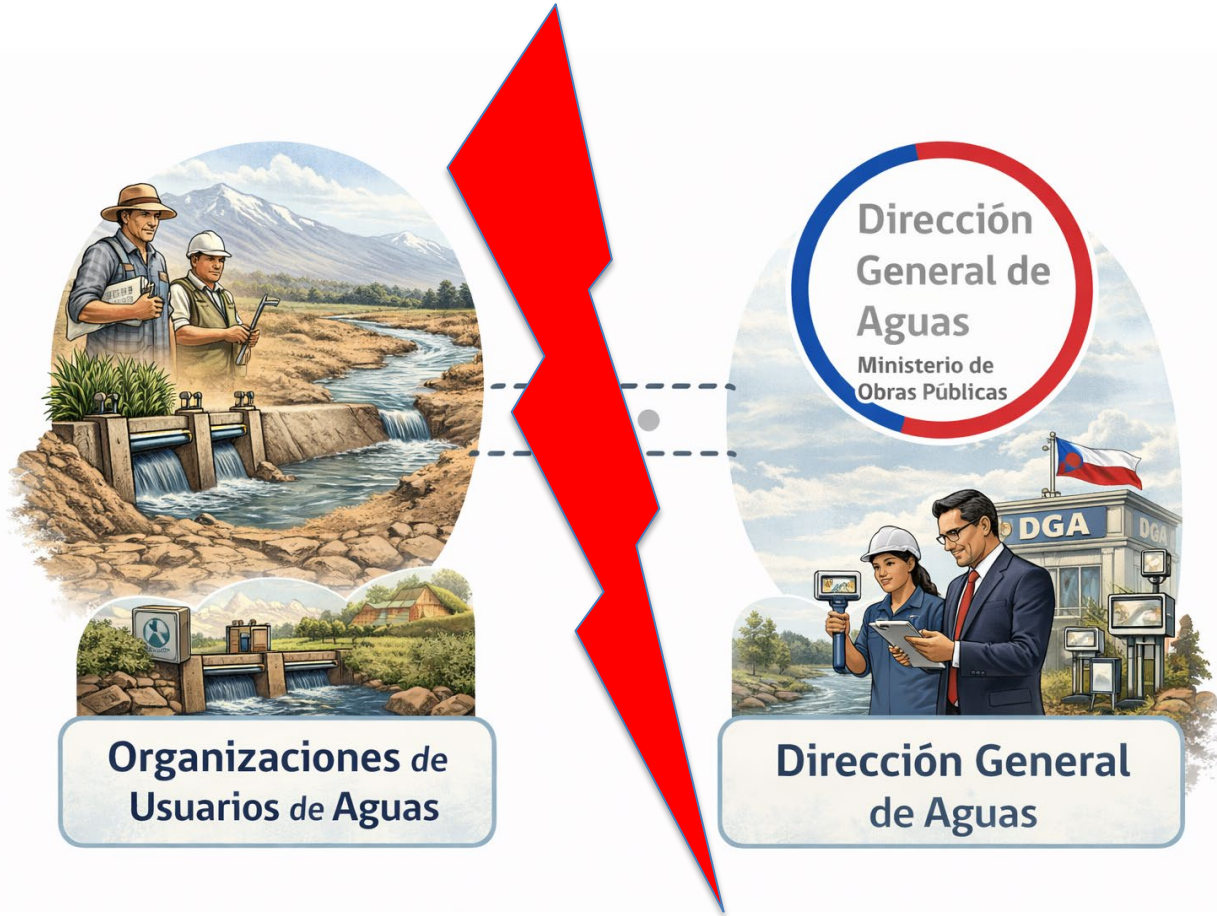 Dirección
General de
Aguas
Ministerio de
Obras Públicas
DGA
DGA
Organizaciones de
Usuarios de Aguas
Dirección General
de Aguas